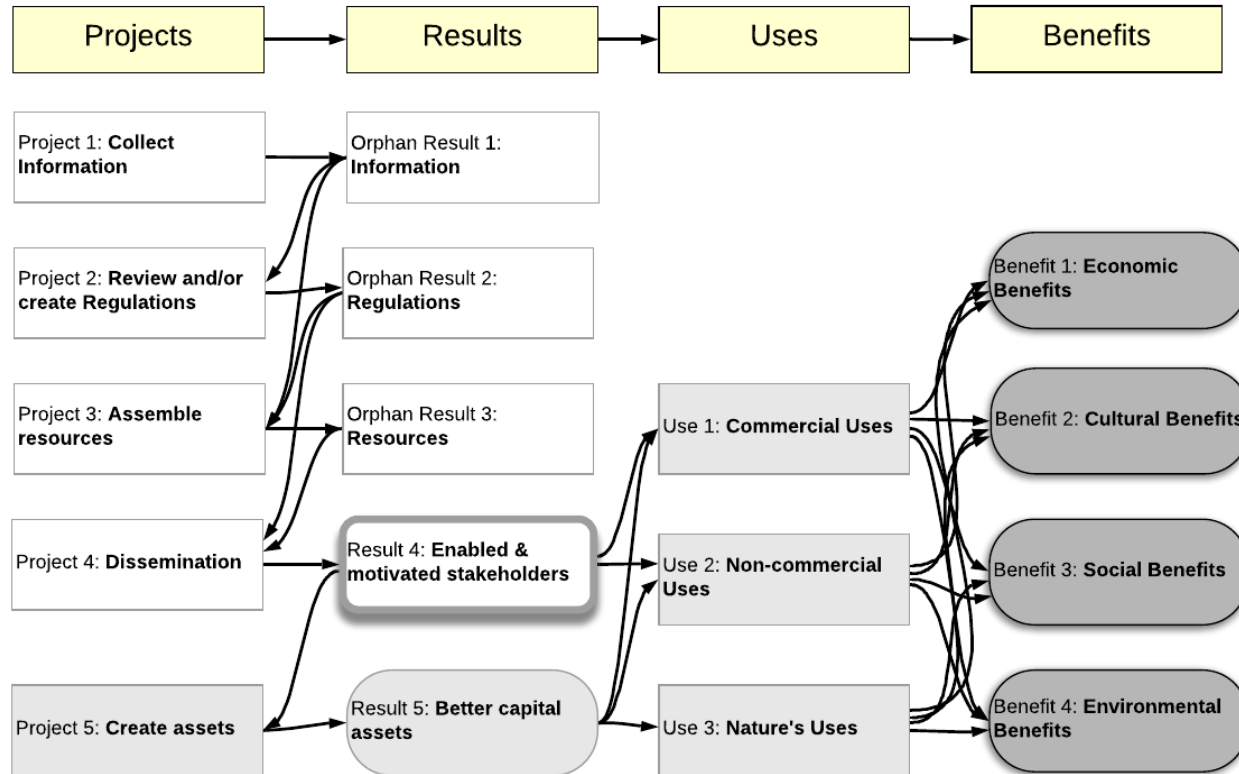 Projects
Results
Uses
Benefits
Project 1: Collect
Information
Orphan Result 1:
Information
Project 2: Review and/or
create Regulations
Orphan Result 2:
Regulations
Benefit 1: Economic
Benefits
Project 3: Assemble
resources
Orphan Result 3:
Resources
Use 1: Commercial Uses
Benefit 2: Cultural Benefits
Project 4: Dissemination
Result 4: Enabled &
motivated stakeholders
Use 2: Non-commercial
Uses
Benefit 3: Social Benefits
Project 5: Create assets
Result 5: Better capital
assets
Use 3: Nature's Uses
Benefit 4: Environmental
Benefits